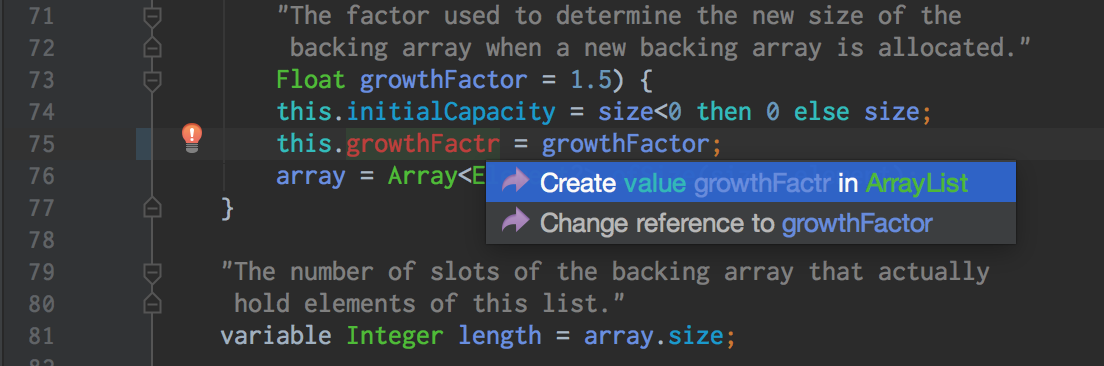 71 "The factor used to determine the new size of the
72 backing array when a new backing array is allocated."
73 Float growthFactor = 1.5) {
74 this.initialCapacity = size<0 then 0 else size;
75 this.growthFactr = growthFactor;
76 array = Array<E
Create value growthFactr in ArrayList
77 }
Change reference to growthFactor
78
79 "The number of slots of the backing array that actually
80 hold elements of this list."
81 variable Integer length = array.size;